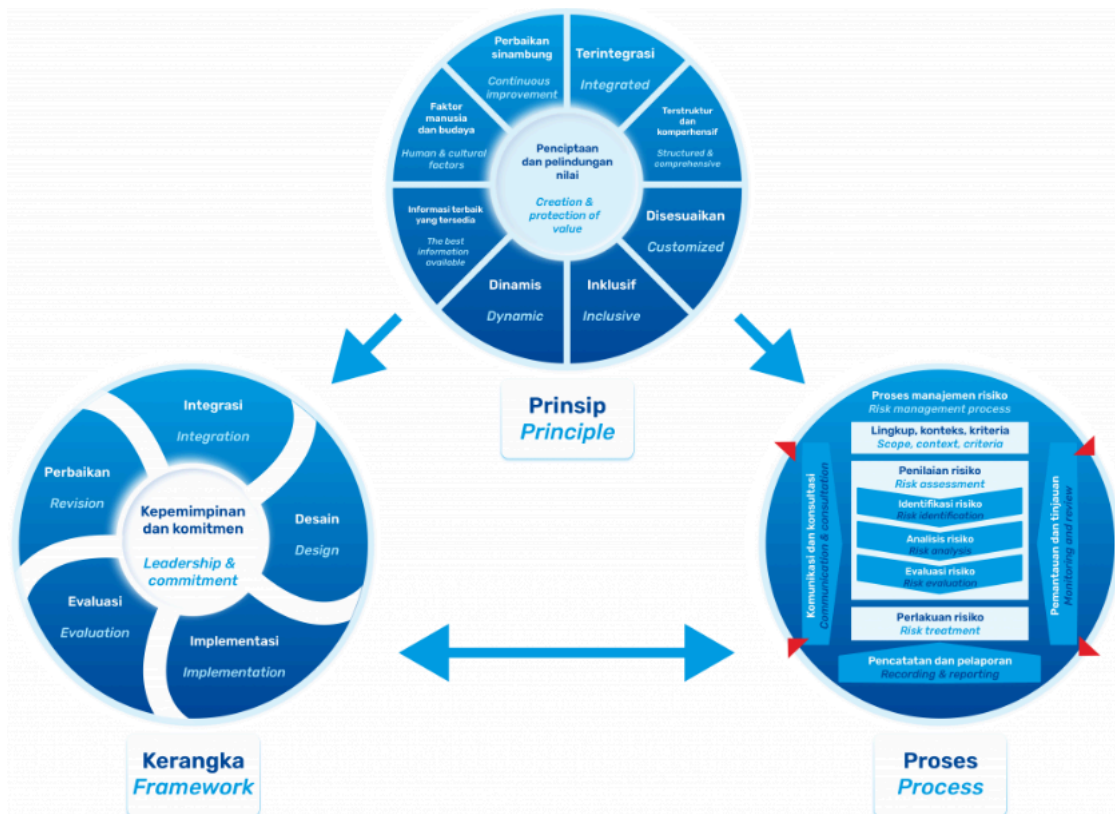 Perbaikan
sinambung
Continuous
improvement
Terintegrasi
Integrated
Faktor
manusia
dan budaya
Human & cultural
factors
Terstruktur
dan
komperhensif
Structured &
comprehensive
Penciptaan
dan pelindungan
nilai
Creation &
protection of
value
Informasi terbaik
yang tersedia
The best
information
available
Disesuaikan
Customized
Dinamis
Dynamic
Inklusif
Inclusive
Prinsip
Principle
Integrasi
Integration
Perbaikan
Revision
Kepemimpinan
dan komitmen
Leadership &
commitment
Desain
Design
Evaluasi
Evaluation
Implementasi
Implementation
Kerangka
Framework
Proses manajemen risiko
Risk management process
Lingkup, konteks, kriteria
Scope, context, criteria
Komunikasi dan konsultasi
Communication & consultation
Penilaian risiko
Risk assessment
Identifikasi risiko
Risk identification
Analisis risiko
Risk analysis
Evaluasi risiko
Risk evaluation
Pemantauan dan tinjauan
Monitoring and review
Perlakuan risiko
Risk treatment
Pencatatan dan pelaporan
Recording & reporting
Proses
Process